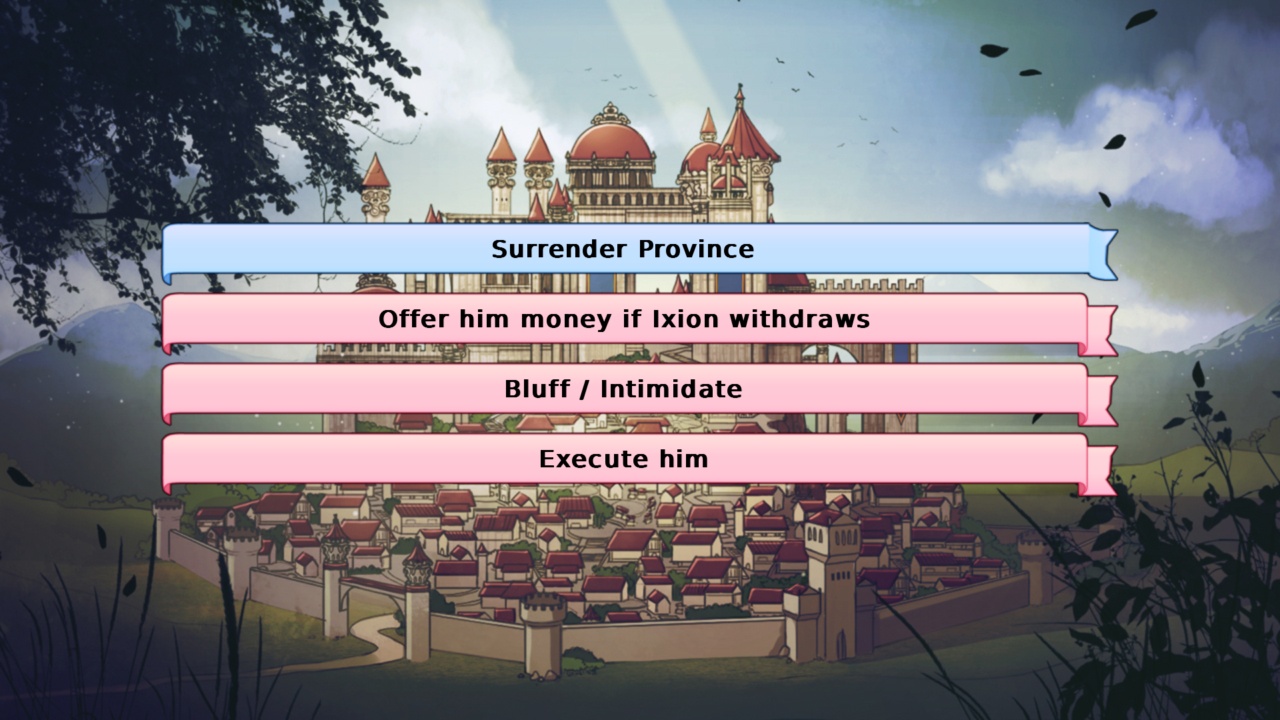 Surrender Province
Offer him money if Ixion withdraws
Bluff / Intimidate
Execute him